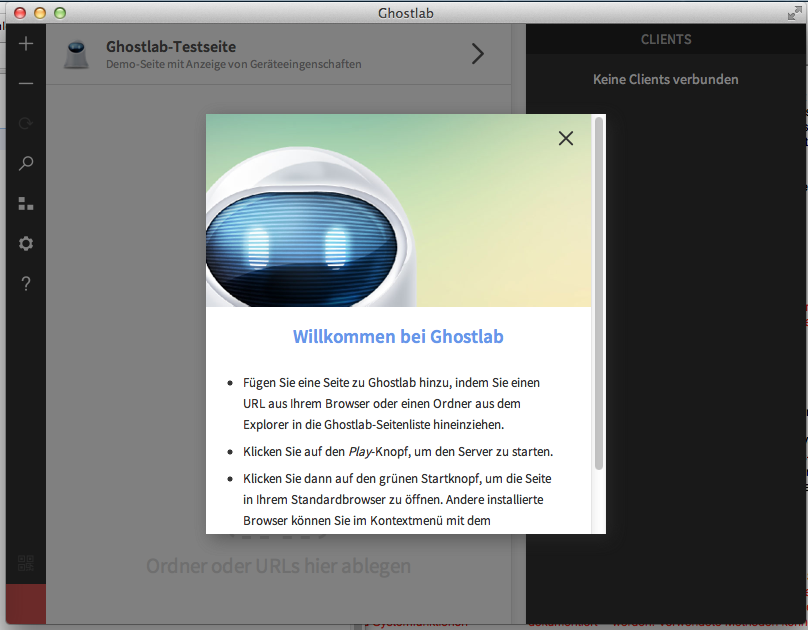 Ghostlab
Ghostlab-Testseite
Demo-Seite mit Anzeige von Geräteeingenschaften
CLIENTS
Keine Clients verbunden
Willkommen bei Ghostlab
• Fügen Sie eine Seite zu Ghostlab hinzu, indem Sie einen
URL aus Ihrem Browser oder einen Ordner aus dem
Explorer in die Ghostlab-Seitenliste hineinziehen.
• Klicken Sie auf den Play-Knopf, um den Server zu starten.
• Klicken Sie dann auf den grünen Startknopf, um die Seite
in Ihrem Standardbrowser zu öffnen. Andere installierte
Browser können Sie im Kontextmenü mit dem
Ordner oder URLs hier ablegen